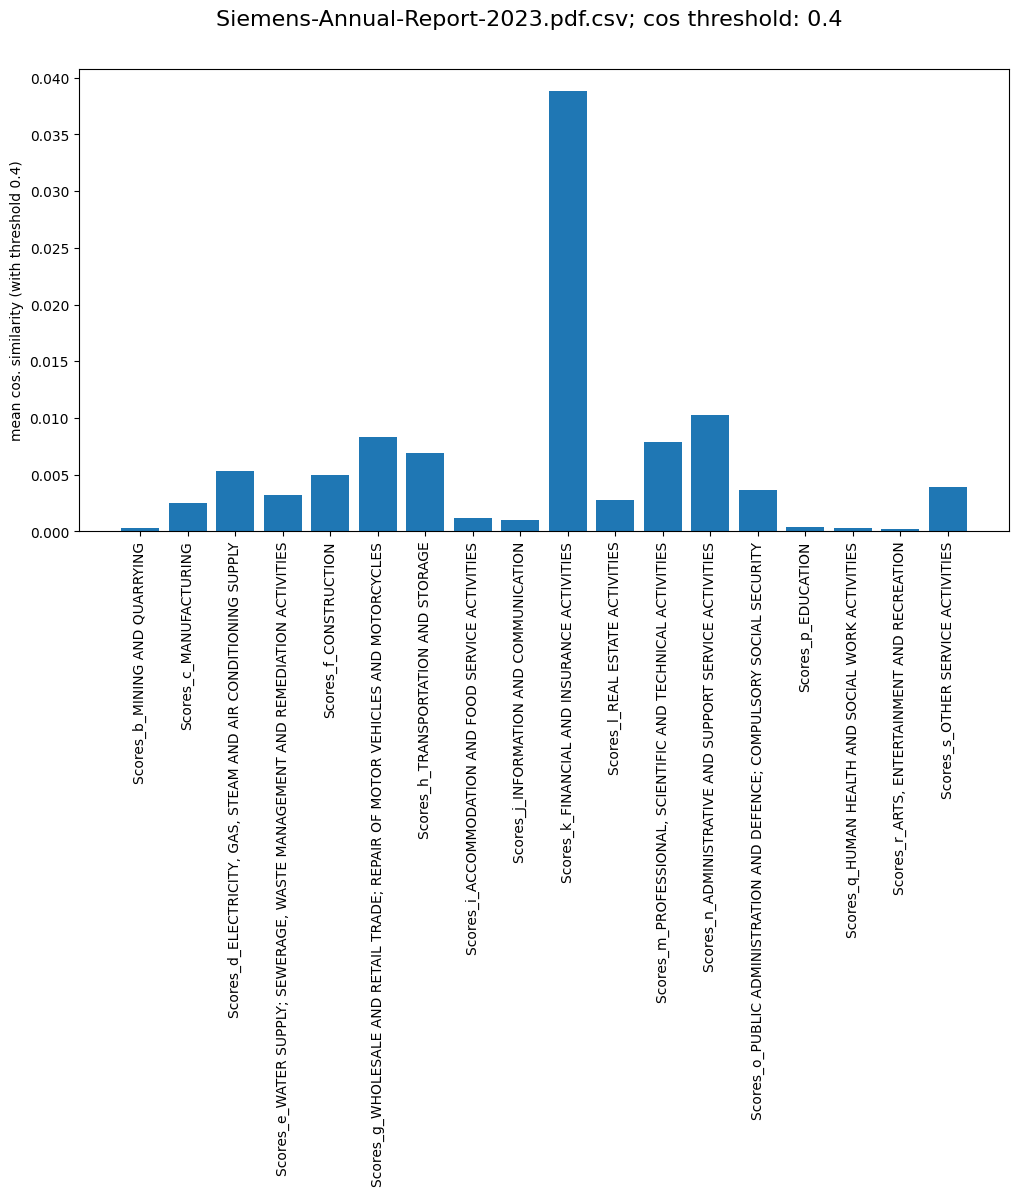 Siemens-Annual-Report-2023.pdf.csv; cos threshold: 0.4
mean cos. similarity (with threshold 0.4)
0.040
0.035
0.030
0.025
0.020
0.015
0.010
0.005
0.000
Scores_b_MINING AND QUARRYING
Scores_c_MANUFACTURING
Scores_d_ELECTRICITY, GAS, STEAM AND AIR CONDITIONING SUPPLY
Scores_e_WATER SUPPLY; SEWERAGE, WASTE MANAGEMENT AND REMEDIATION ACTIVITIES
Scores_f_CONSTRUCTION
Scores_g_WHOLESALE AND RETAIL TRADE; REPAIR OF MOTOR VEHICLES AND MOTORCYCLES
Scores_h_TRANSPORTATION AND STORAGE
Scores_i_ACCOMMODATION AND FOOD SERVICE ACTIVITIES
Scores_j_INFORMATION AND COMMUNICATION
Scores_k_FINANCIAL AND INSURANCE ACTIVITIES
Scores_l_REAL ESTATE ACTIVITIES
Scores_m_PROFESSIONAL, SCIENTIFIC AND TECHNICAL ACTIVITIES
Scores_n_ADMINISTRATIVE AND SUPPORT SERVICE ACTIVITIES
Scores_o_PUBLIC ADMINISTRATION AND DEFENCE; COMPULSORY SOCIAL SECURITY
Scores_p_EDUCATION
Scores_q_HUMAN HEALTH AND SOCIAL WORK ACTIVITIES
Scores_r_ARTS, ENTERTAINMENT AND RECREATION
Scores_s_OTHER SERVICE ACTIVITIES